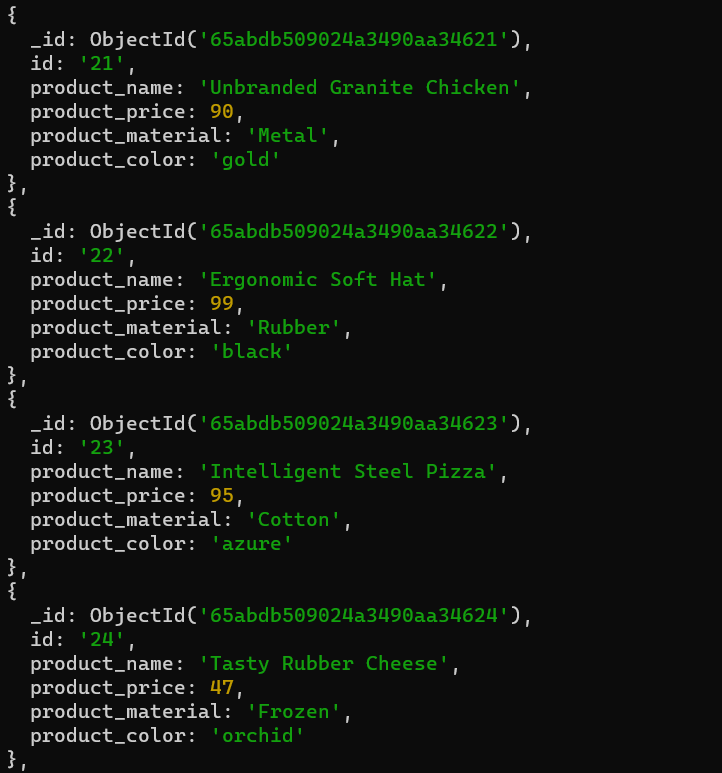 {
  _id: ObjectId('65abdb509024a3490aa34621'),
  id: '21',
  product_name: 'Unbranded Granite Chicken',
  product_price: 90,
  product_material: 'Metal',
  product_color: 'gold'
},
{
  _id: ObjectId('65abdb509024a3490aa34622'),
  id: '22',
  product_name: 'Ergonomic Soft Hat',
  product_price: 99,
  product_material: 'Rubber',
  product_color: 'black'
},
{
  _id: ObjectId('65abdb509024a3490aa34623'),
  id: '23',
  product_name: 'Intelligent Steel Pizza',
  product_price: 95,
  product_material: 'Cotton',
  product_color: 'azure'
},
{
  _id: ObjectId('65abdb509024a3490aa34624'),
  id: '24',
  product_name: 'Tasty Rubber Cheese',
  product_price: 47,
  product_material: 'Frozen',
  product_color: 'orchid'
},